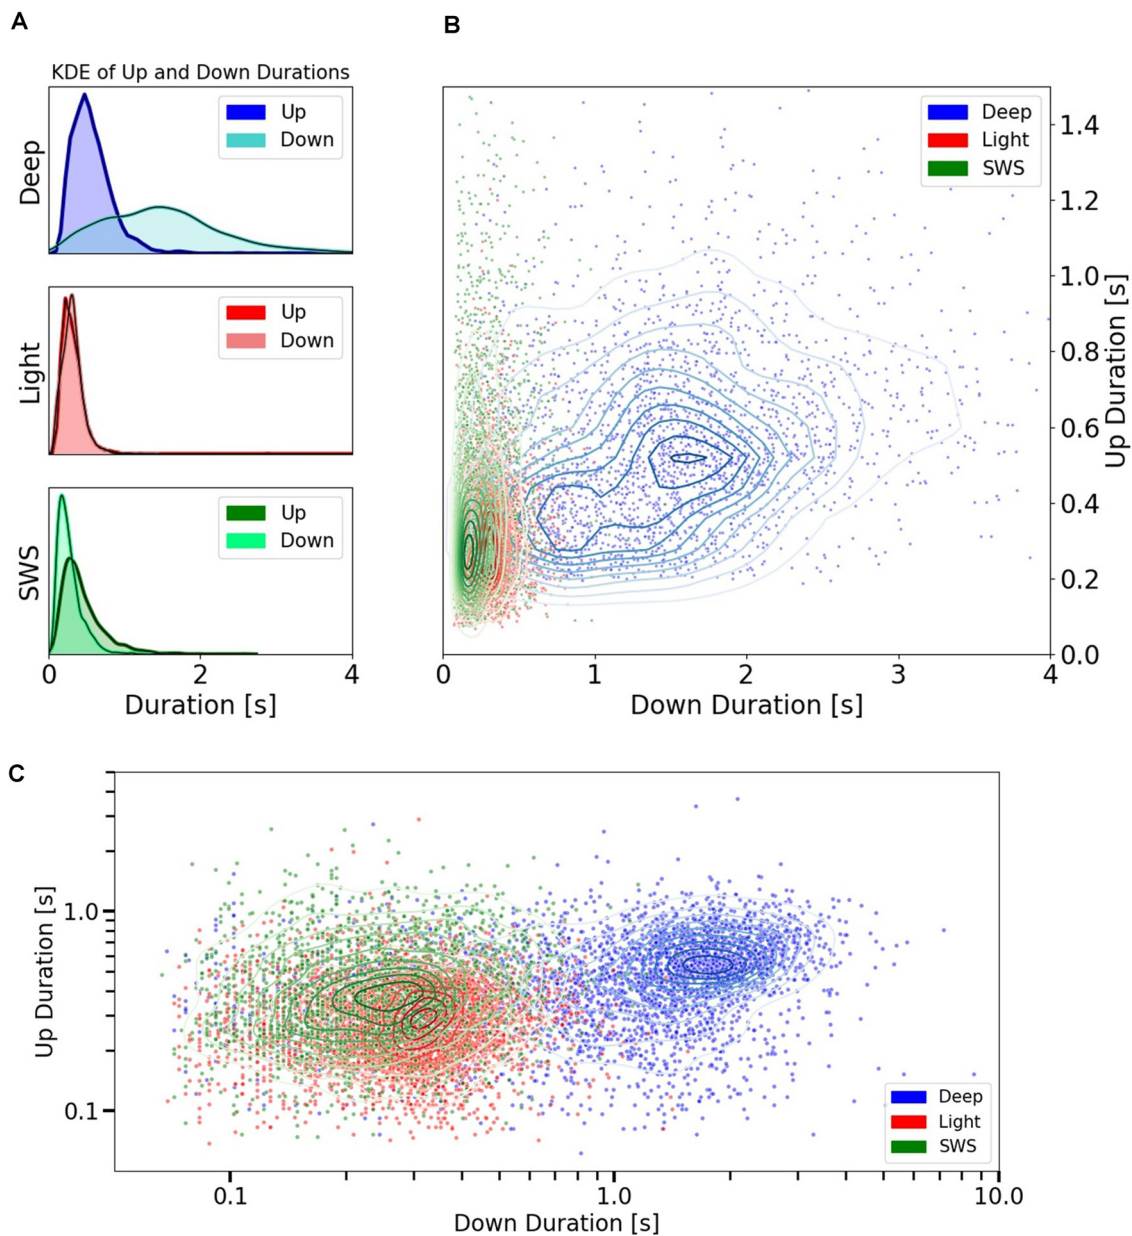 A
B
KDE of Up and Down Durations
Deep
Up
Down
Light
Up
Down
SWS
Up
Down
0
2
4
Duration [s]
Deep
Light
SWS
1.4
1.2
1.0
0.8
0.6
0.4
0.2
0.0
Up Duration [s]
0
1
2
3
4
Down Duration [s]
C
Up Duration [s]
1.0
0.1
Deep
Light
SWS
0.1
1.0
10.0
Down Duration [s]